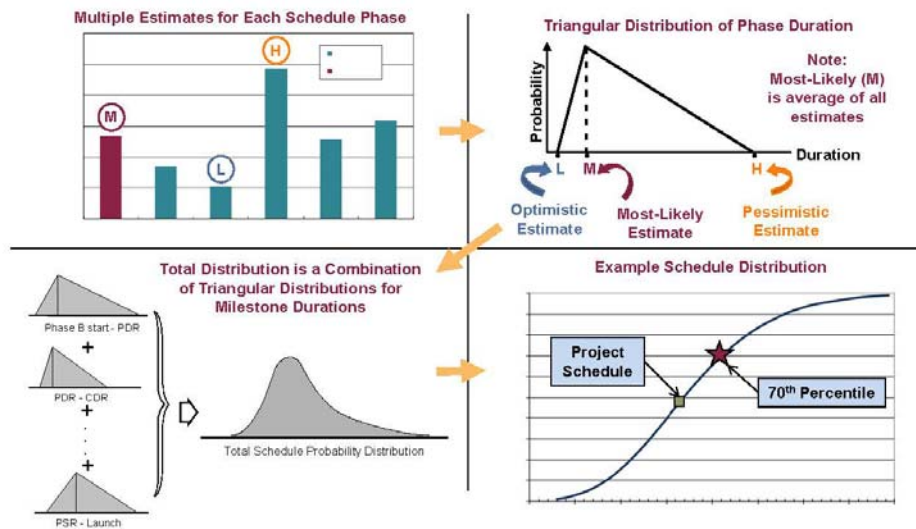 Multiple Estimates for Each Schedule Phase
H
M
L
Triangular Distribution of Phase Duration
Note:
Most-Likely (M)
is average of all
estimates
Probability
Duration
L
M
H
Optimistic
Estimate
Most-Likely
Estimate
Pessimistic
Estimate
Total Distribution is a Combination
of Triangular Distributions for
Milestone Durations
Phase B start - PDR
+
PDR - CDR
+
+
PSR - Launch
Total Schedule Probability Distribution
Example Schedule Distribution
Project
Schedule
70th Percentile